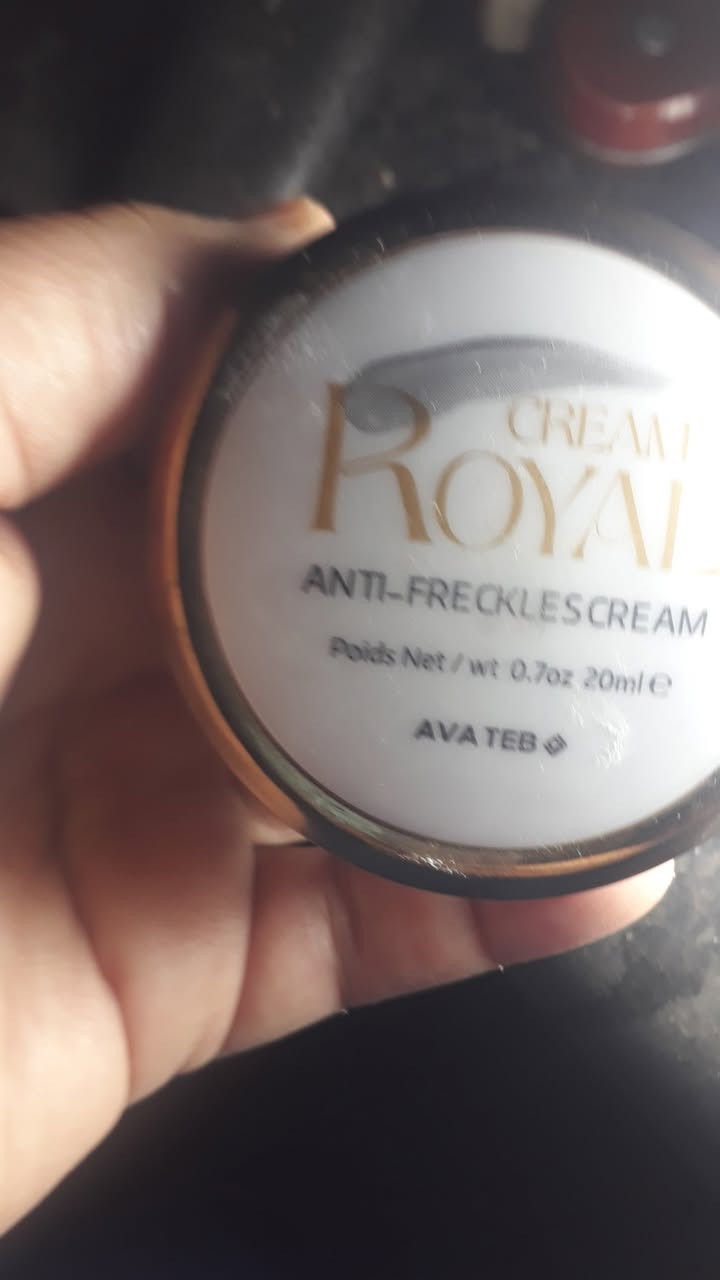 CREAM
ROYAL
ANTI-FRECKLES CREAM
Poids Net / wt 0.7oz 20ml ℮
AVA TEB